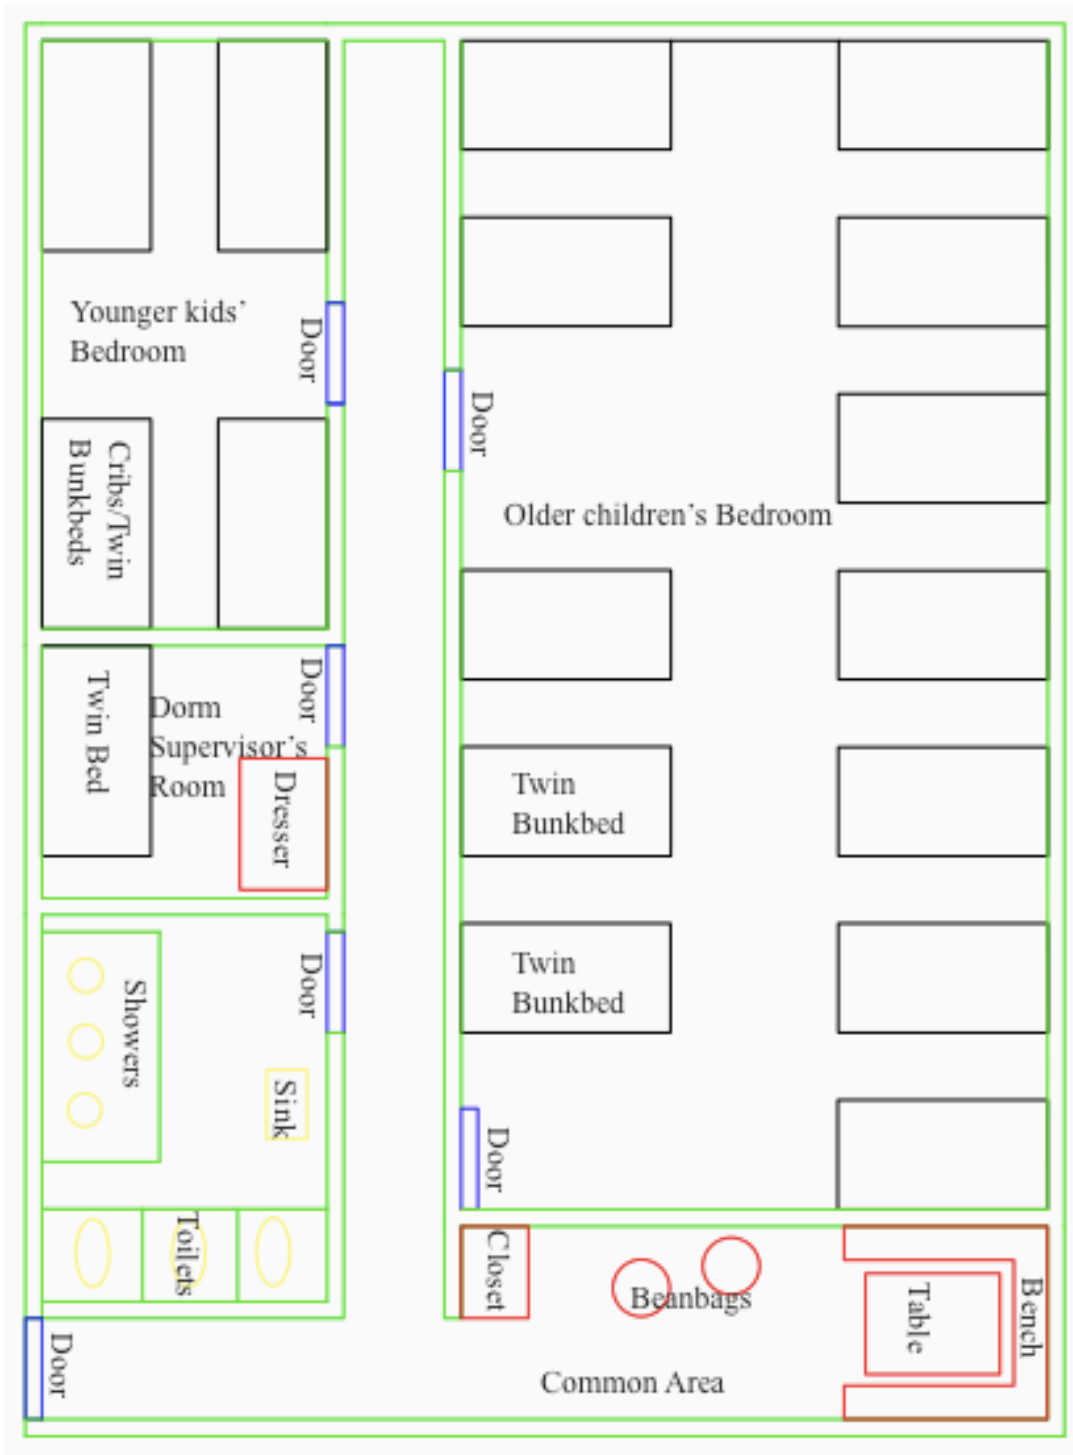 Younger kids’
Bedroom
Door
Door
Cribs/Twin
Bunkbeds
Older children’s Bedroom
Twin Bed
Dorm
Supervisor’s
Room
Door
Dresser
Twin
Bunkbed
Showers
Door
Sink
Twin
Bunkbed
Door
Toilets
Closet
Beanbags
Table
Bench
Door
Common Area